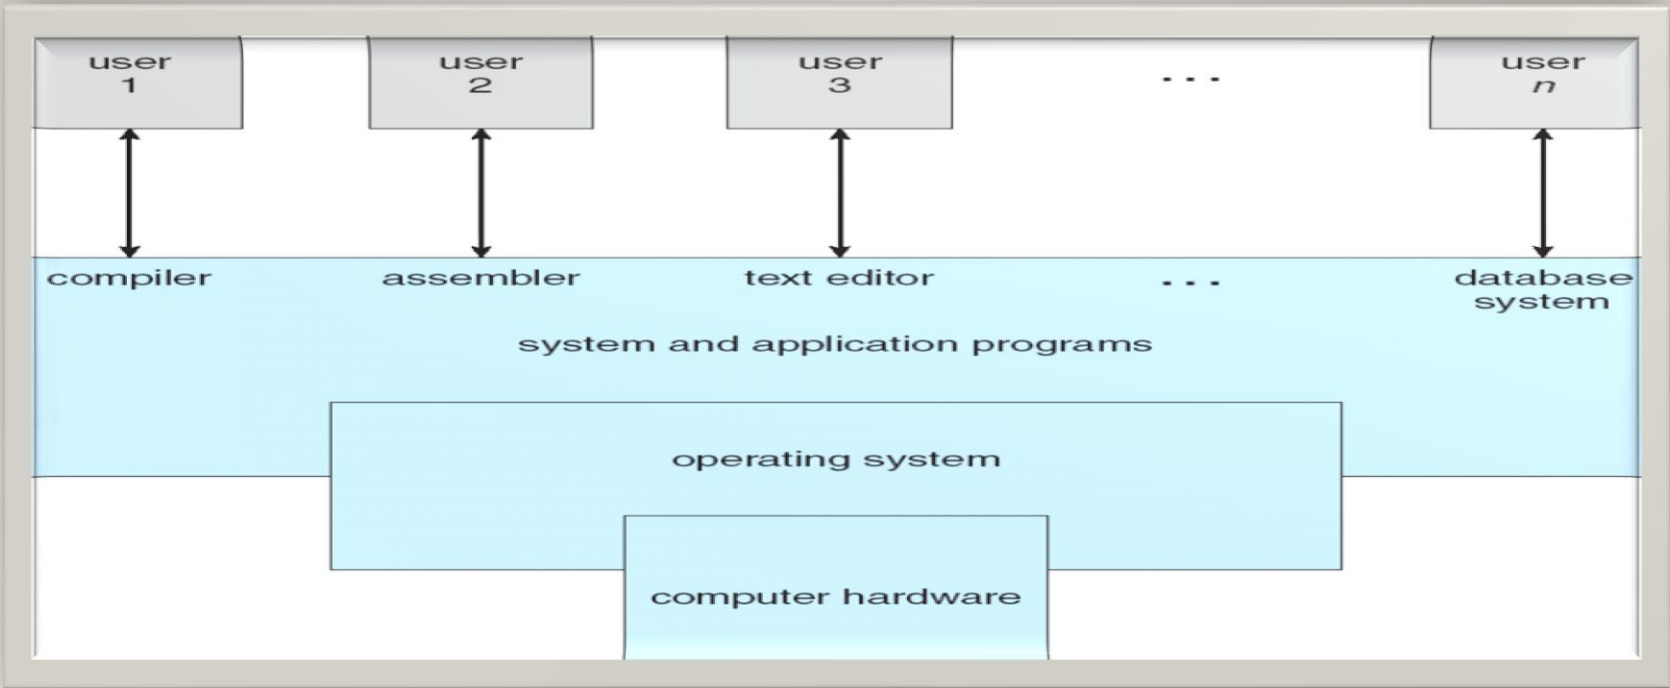 user
1
user
2
user
3
...
user
n
compiler
assembler
text editor
...
database
system
system and application programs
operating system
computer hardware